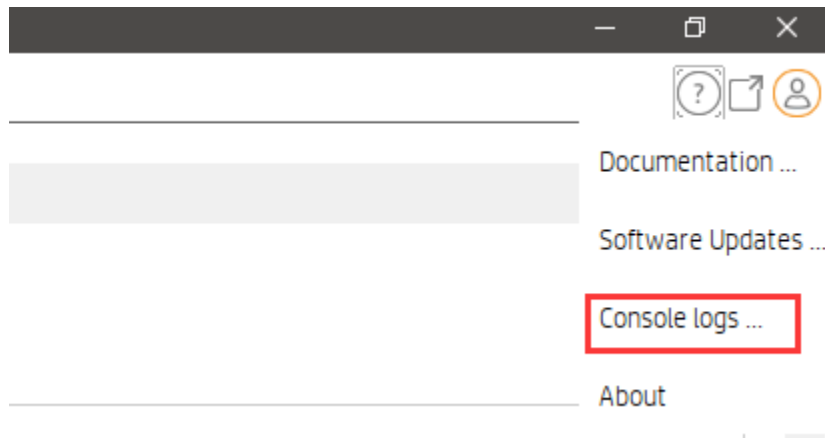 ?
Documentation ...
Software Updates ...
Console logs ...
About